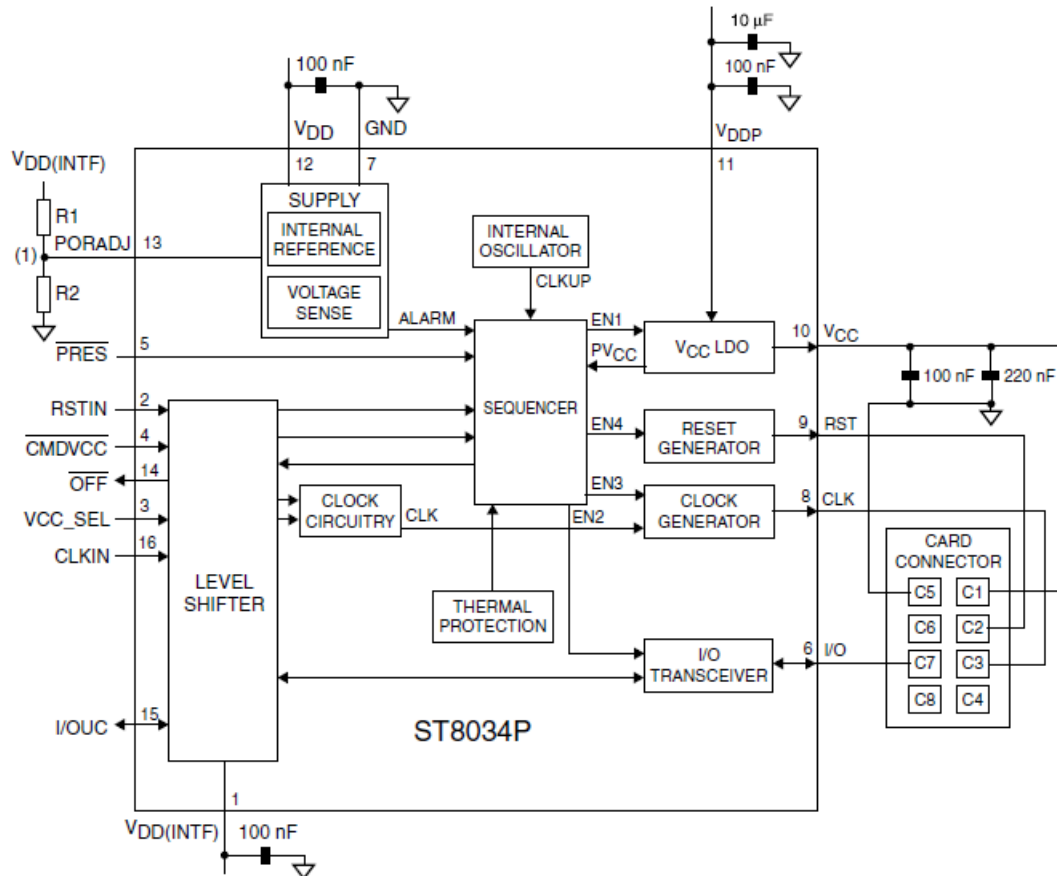 10 µF
100 nF
100 nF
VDD
GND
VDDP
12
7
11
VDD(INTF)
R1
(1)
PORADJ
13
R2
SUPPLY
INTERNAL
REFERENCE
VOLTAGE
SENSE
INTERNAL
OSCILLATOR
CLKUP
ALARM
PRES
5
EN1
PVCC
VCC LDO
10
VCC
100 nF
220 nF
RSTIN
2
CMDVCC
4
OFF
14
VCC_SEL
3
CLKIN
16
SEQUENCER
EN4
RESET
GENERATOR
9
RST
EN3
EN2
CLOCK
CIRCUITRY
CLK
CLOCK
GENERATOR
8
CLK
LEVEL
SHIFTER
THERMAL
PROTECTION
I/O
TRANSCEIVER
6
I/O
CARD
CONNECTOR
C5
C1
C6
C2
C7
C3
C8
C4
I/OUC
15
ST8034P
1
VDD(INTF)
100 nF